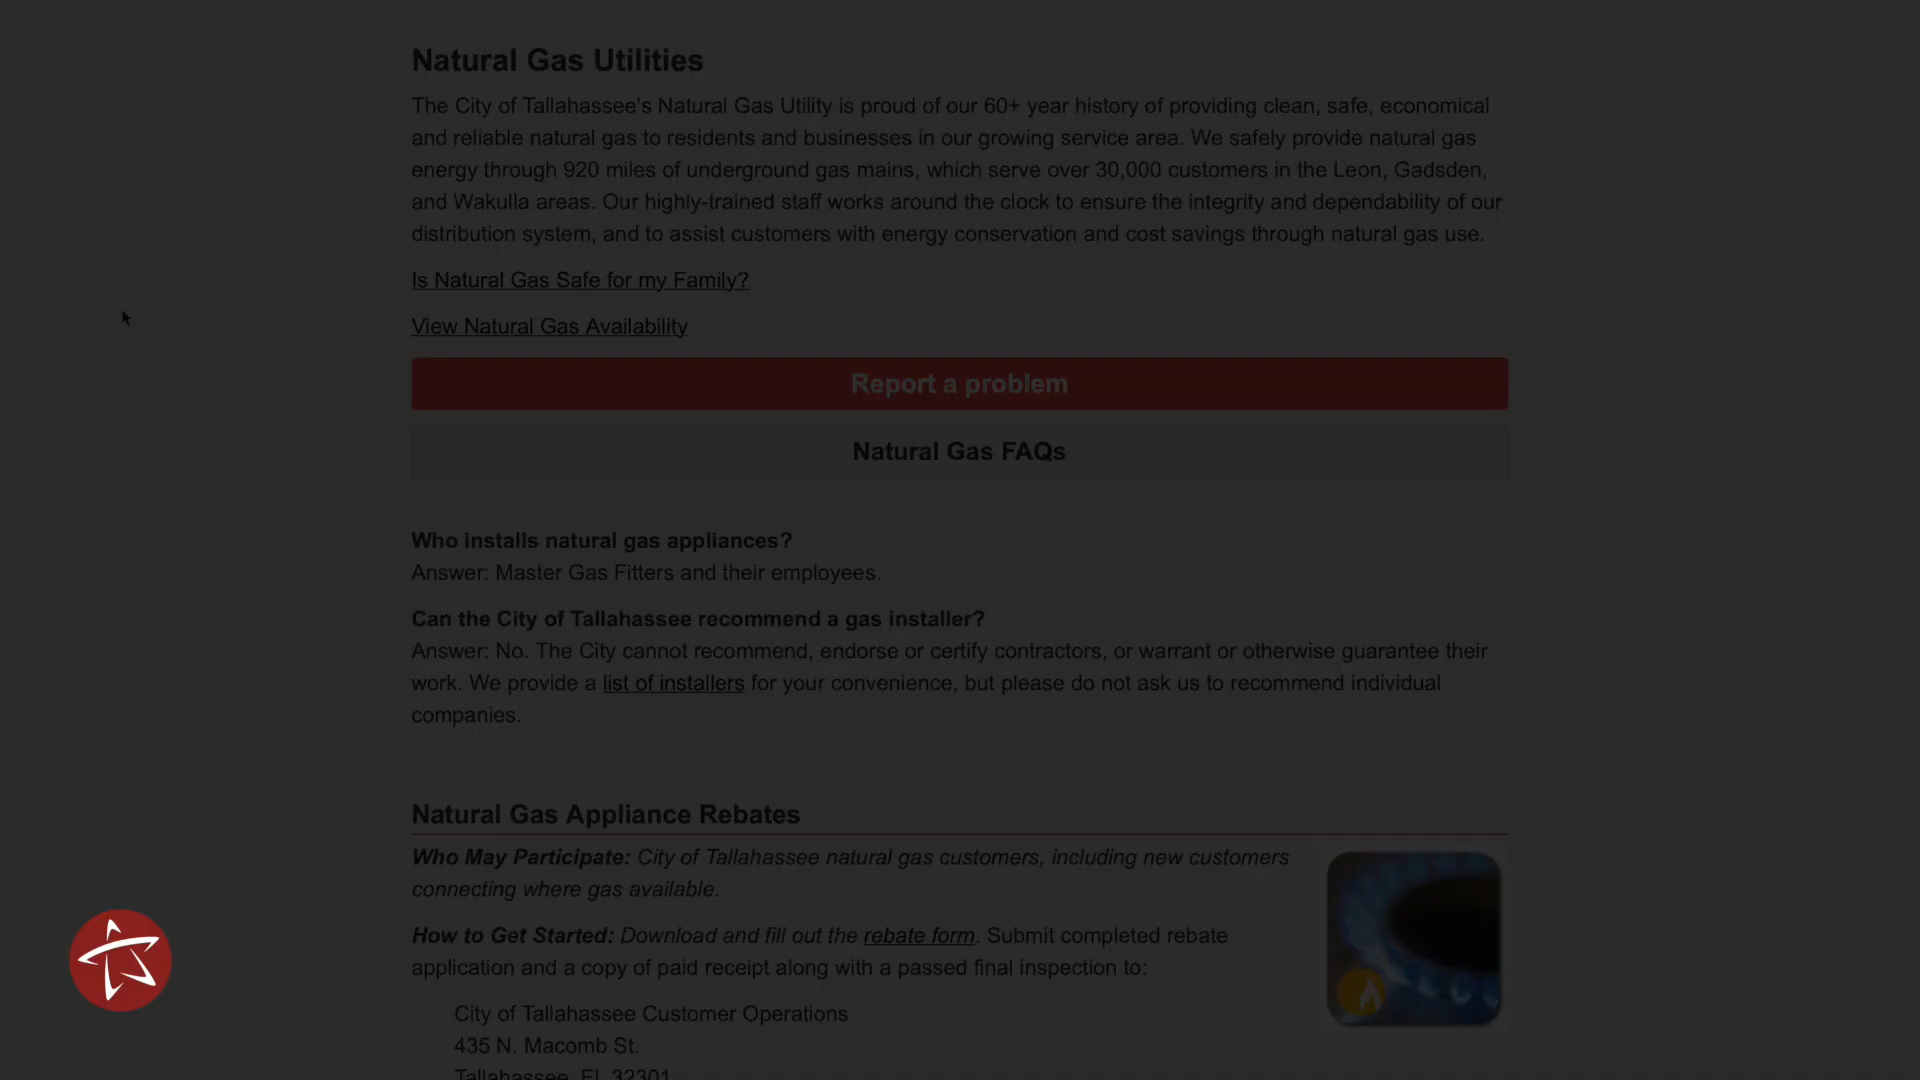 Natural Gas Utilities
The City of Tallahassee's Natural Gas Utility is proud of our 60+ year history of providing clean, safe, economical
and reliable natural gas to residents and businesses in our growing service area. We safely provide natural gas
energy through 920 miles of underground gas mains, which serve over 30,000 customers in the Leon, Gadsden,
and Wakulla areas. Our highly-trained staff works around the clock to ensure the integrity and dependability of our
distribution system, and to assist customers with energy conservation and cost savings through natural gas use.
Is Natural Gas Safe for my Family?
View Natural Gas Availability
Report a problem
Natural Gas FAQs
Who installs natural gas appliances?
Answer: Master Gas Fitters and their employees.
Can the City of Tallahassee recommend a gas installer?
Answer: No. The City cannot recommend, endorse or certify contractors, or warrant or otherwise guarantee their
work. We provide a list of installers for your convenience, but please do not ask us to recommend individual
companies.
Natural Gas Appliance Rebates
Who May Participate: City of Tallahassee natural gas customers, including new customers
connecting where gas available.
How to Get Started: Download and fill out the rebate form. Submit completed rebate
application and a copy of paid receipt along with a passed final inspection to:
City of Tallahassee Customer Operations
435 N. Macomb St.
Tallahassee, FL 32301